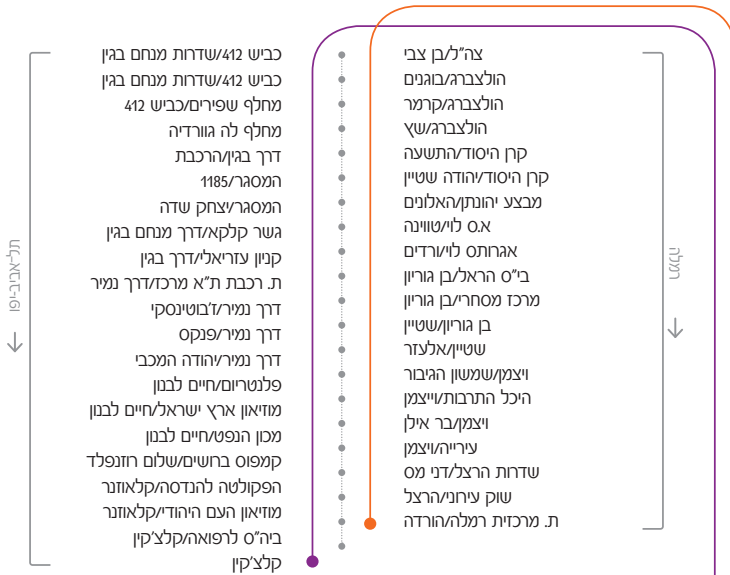 צה"ל/בן צבי
הולצברג/בוגנים
הולצברג/קרמר
הולצברג/שץ
קרן היסוד/התשעה
קרן היסוד/יהודה שטיין
מבצע יהונתן/האלונים
א.ס לוי/טווינה
אגרותס לוי/ורדים
בי"ס הראל/בן גוריון
מרכז מסחרי/בן גוריון
בן גוריון/שטיין
שטיין/אלעזר
ויצמן/שמשון הגיבור
היכל התרבות/וייצמן
ויצמן/בר אילן
עירייה/ויצמן
שדרות הרצל/דני מס
שוק עירוני/הרצל
ת. מרכזית רמלה/הורדה
רמלה
כביש 412/שדרות מנחם בגין
כביש 412/שדרות מנחם בגין
מחלף שפירים/כביש 412
מחלף לה גוורדיה
דרך בגין/הרכבת
המסגר/1185
המסגר/יצחק שדה
גשר קלקא/דרך מנחם בגין
קניון עזריאלי/דרך בגין
ת. רכבת ת"א מרכז/דרך נמיר
דרך נמיר/ז'בוטינסקי
דרך נמיר/פנקס
דרך נמיר/יהודה המכבי
פלנטריום/חיים לבנון
מוזיאון ארץ ישראל/חיים לבנון
מכון הנפט/חיים לבנון
קמפוס ברושים/שלום רוזנפלד
הפקולטה להנדסה/קלאוזנר
מוזיאון העם היהודי/קלאוזנר
ביה"ס לרפואה/קלצ'קין
קלצ'קין
תל-אביב-יפו